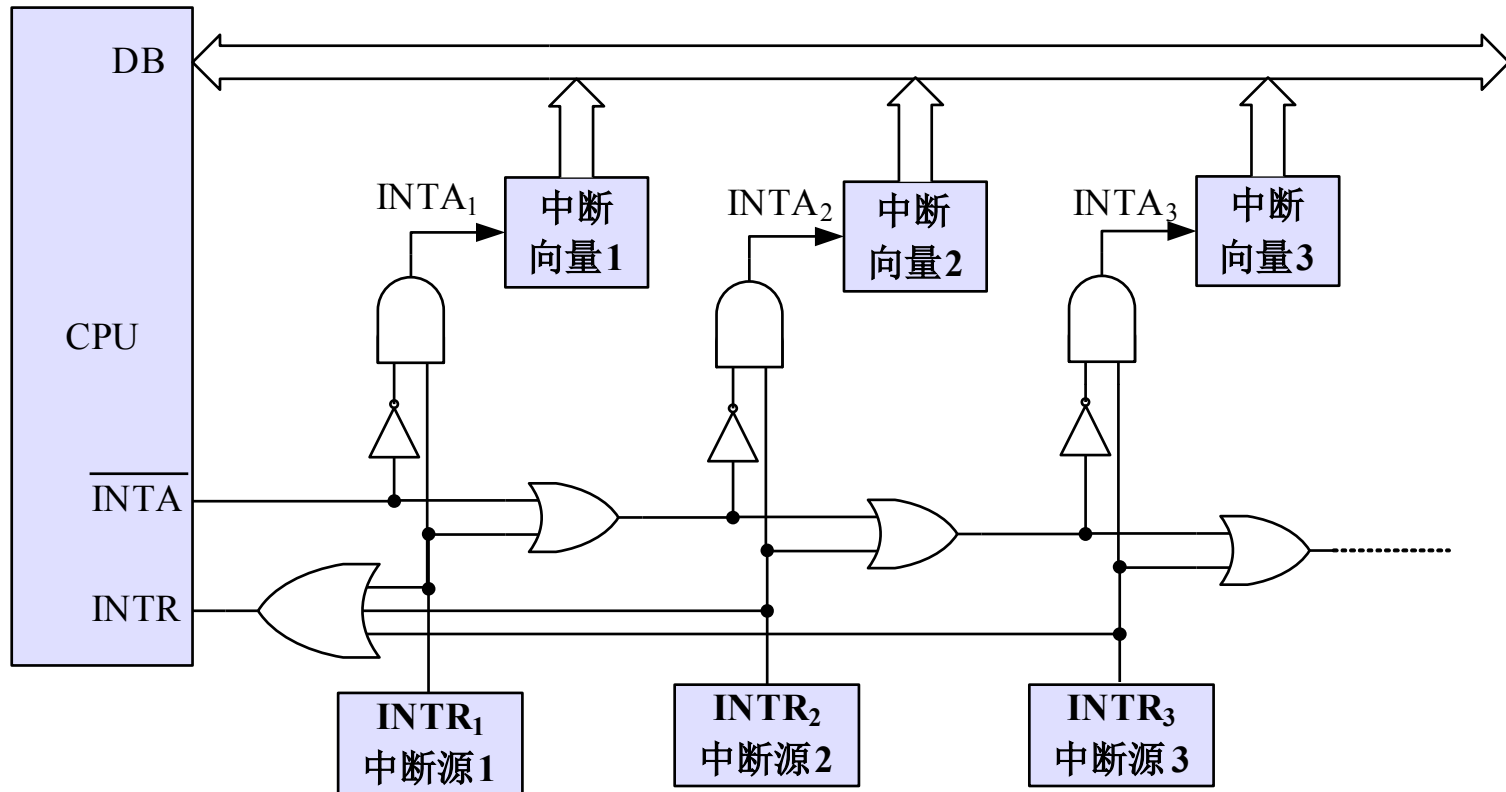 DB
INTA₁
中断
向量1
INTA₂
中断
向量2
INTA₃
中断
向量3
CPU
INTA
INTR
INTR₁
中断源1
INTR₂
中断源2
INTR₃
中断源3